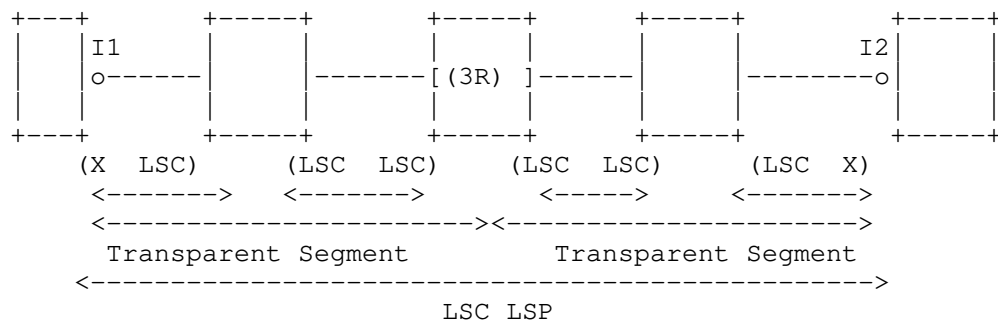 I1 I2
[(3R) ]
(X LSC) (LSC LSC) (LSC LSC) (LSC X)
Transparent Segment Transparent Segment
LSC LSP